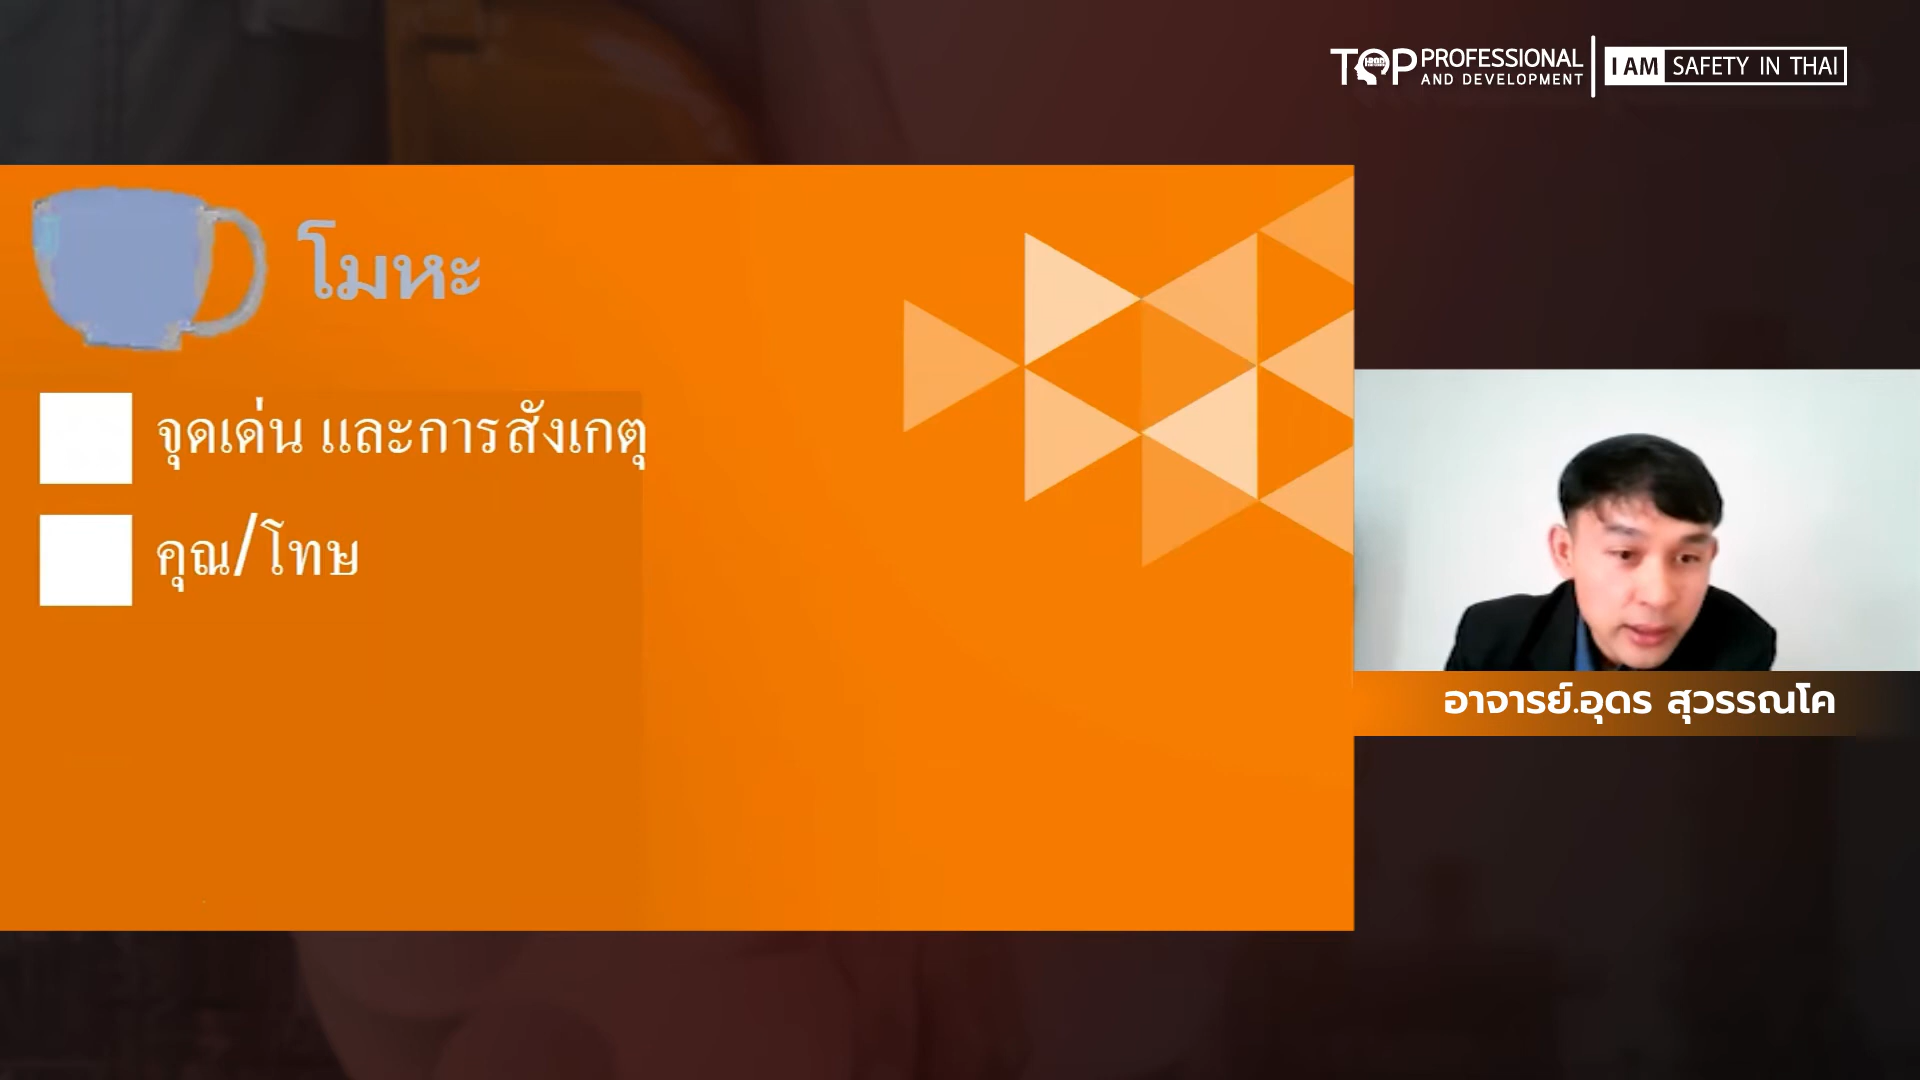 TOP PROFESSIONAL
AND DEVELOPMENT
I AM SAFETY IN THAI
โมหะ
จุดเด่น และการสังเกตุ
คุณ/โทษ
อาจารย์.อุดร สุวรรณโค